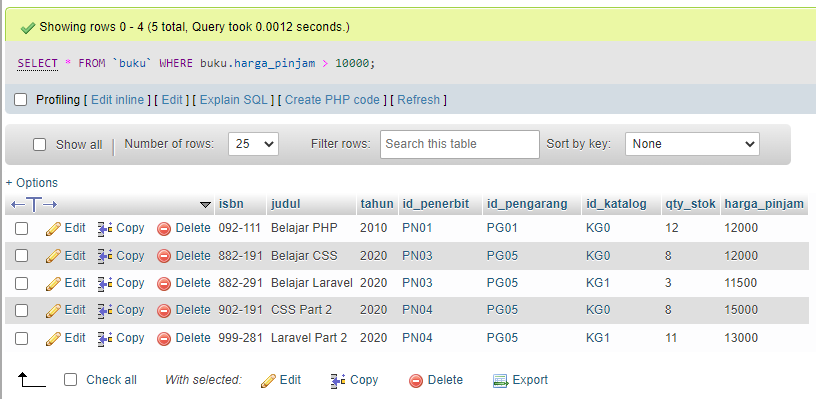 Showing rows 0 - 4 (5 total, Query took 0.0012 seconds.)
SELECT * FROM `buku` WHERE buku.harga_pinjam > 10000;
Profiling [ Edit inline ] [ Edit ] [ Explain SQL ] [ Create PHP code ] [ Refresh ]
Show all Number of rows: 25 Filter rows: Search this table Sort by key: None
+ Options
isbn judul tahun id_penerbit id_pengarang id_katalog qty_stok harga_pinjam
Edit Copy Delete 092-111 Belajar PHP 2010 PN01 PG01 KG0 12 12000
Edit Copy Delete 882-191 Belajar CSS 2020 PN03 PG05 KG0 8 12000
Edit Copy Delete 882-291 Belajar Laravel 2020 PN03 PG05 KG1 3 11500
Edit Copy Delete 902-191 CSS Part 2 2020 PN04 PG05 KG0 8 15000
Edit Copy Delete 999-281 Laravel Part 2 2020 PN04 PG05 KG1 11 13000
Check all With selected: Edit Copy Delete Export